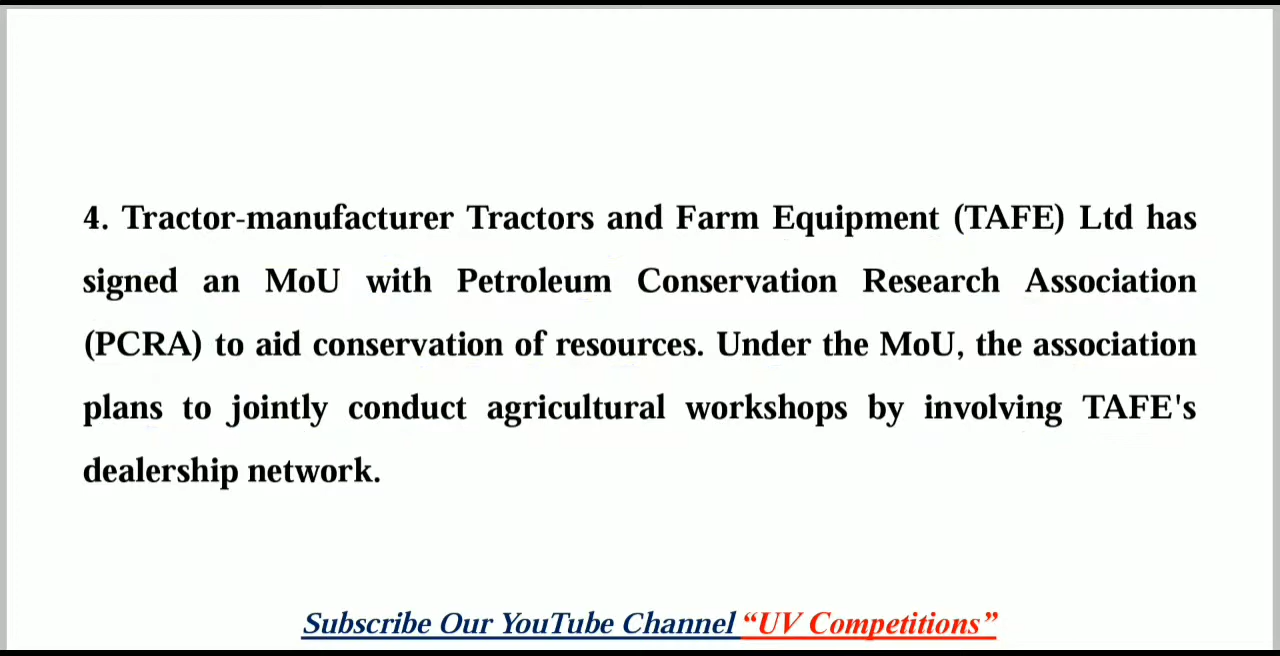 4. Tractor-manufacturer Tractors and Farm Equipment (TAFE) Ltd has
signed an MoU with Petroleum Conservation Research Association
(PCRA) to aid conservation of resources. Under the MoU, the association
plans to jointly conduct agricultural workshops by involving TAFE's
dealership network.
Subscribe Our YouTube Channel “UV Competitions”